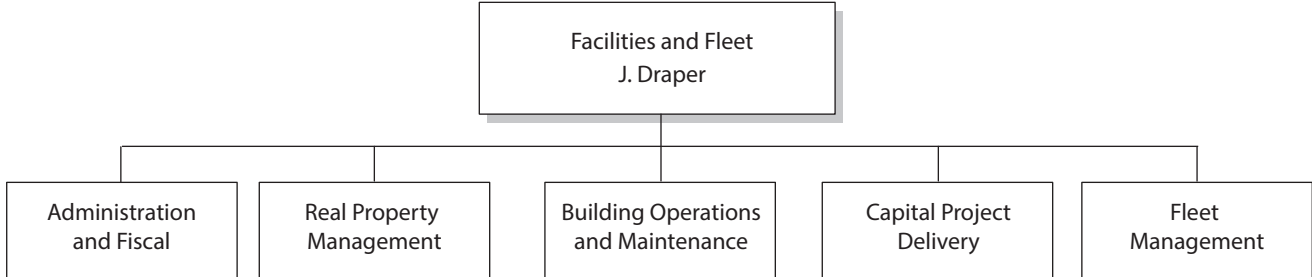 Facilities and Fleet
J. Draper
Administration
and Fiscal
Real Property
Management
Building Operations
and Maintenance
Capital Project
Delivery
Fleet
Management